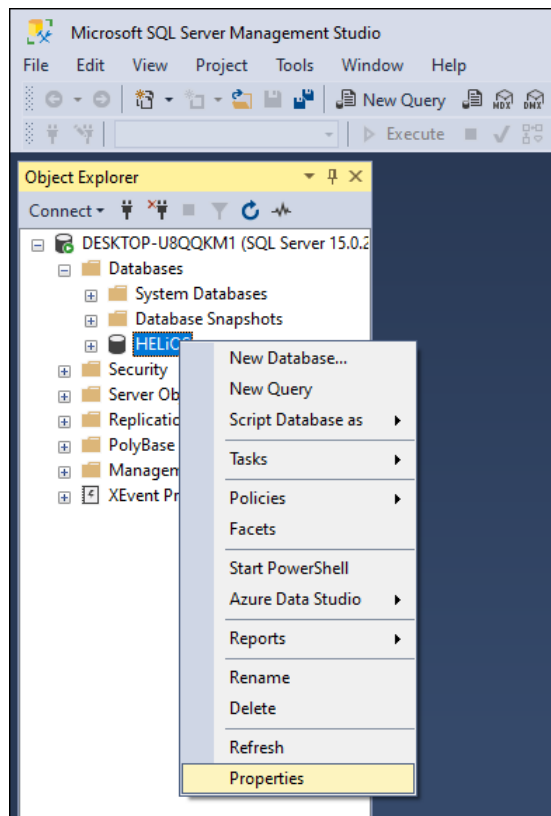 Microsoft SQL Server Management Studio
File Edit View Project Tools Window Help
New Query MDX DMX
Execute
Object Explorer
Connect
DESKTOP-U8QQKM1 (SQL Server 15.0.2
Databases
System Databases
Database Snapshots
HELiO
Security
Server Ob
Replicatio
PolyBase
Managem
XEvent Pr
New Database...
New Query
Script Database as
Tasks
Policies
Facets
Start PowerShell
Azure Data Studio
Reports
Rename
Delete
Refresh
Properties